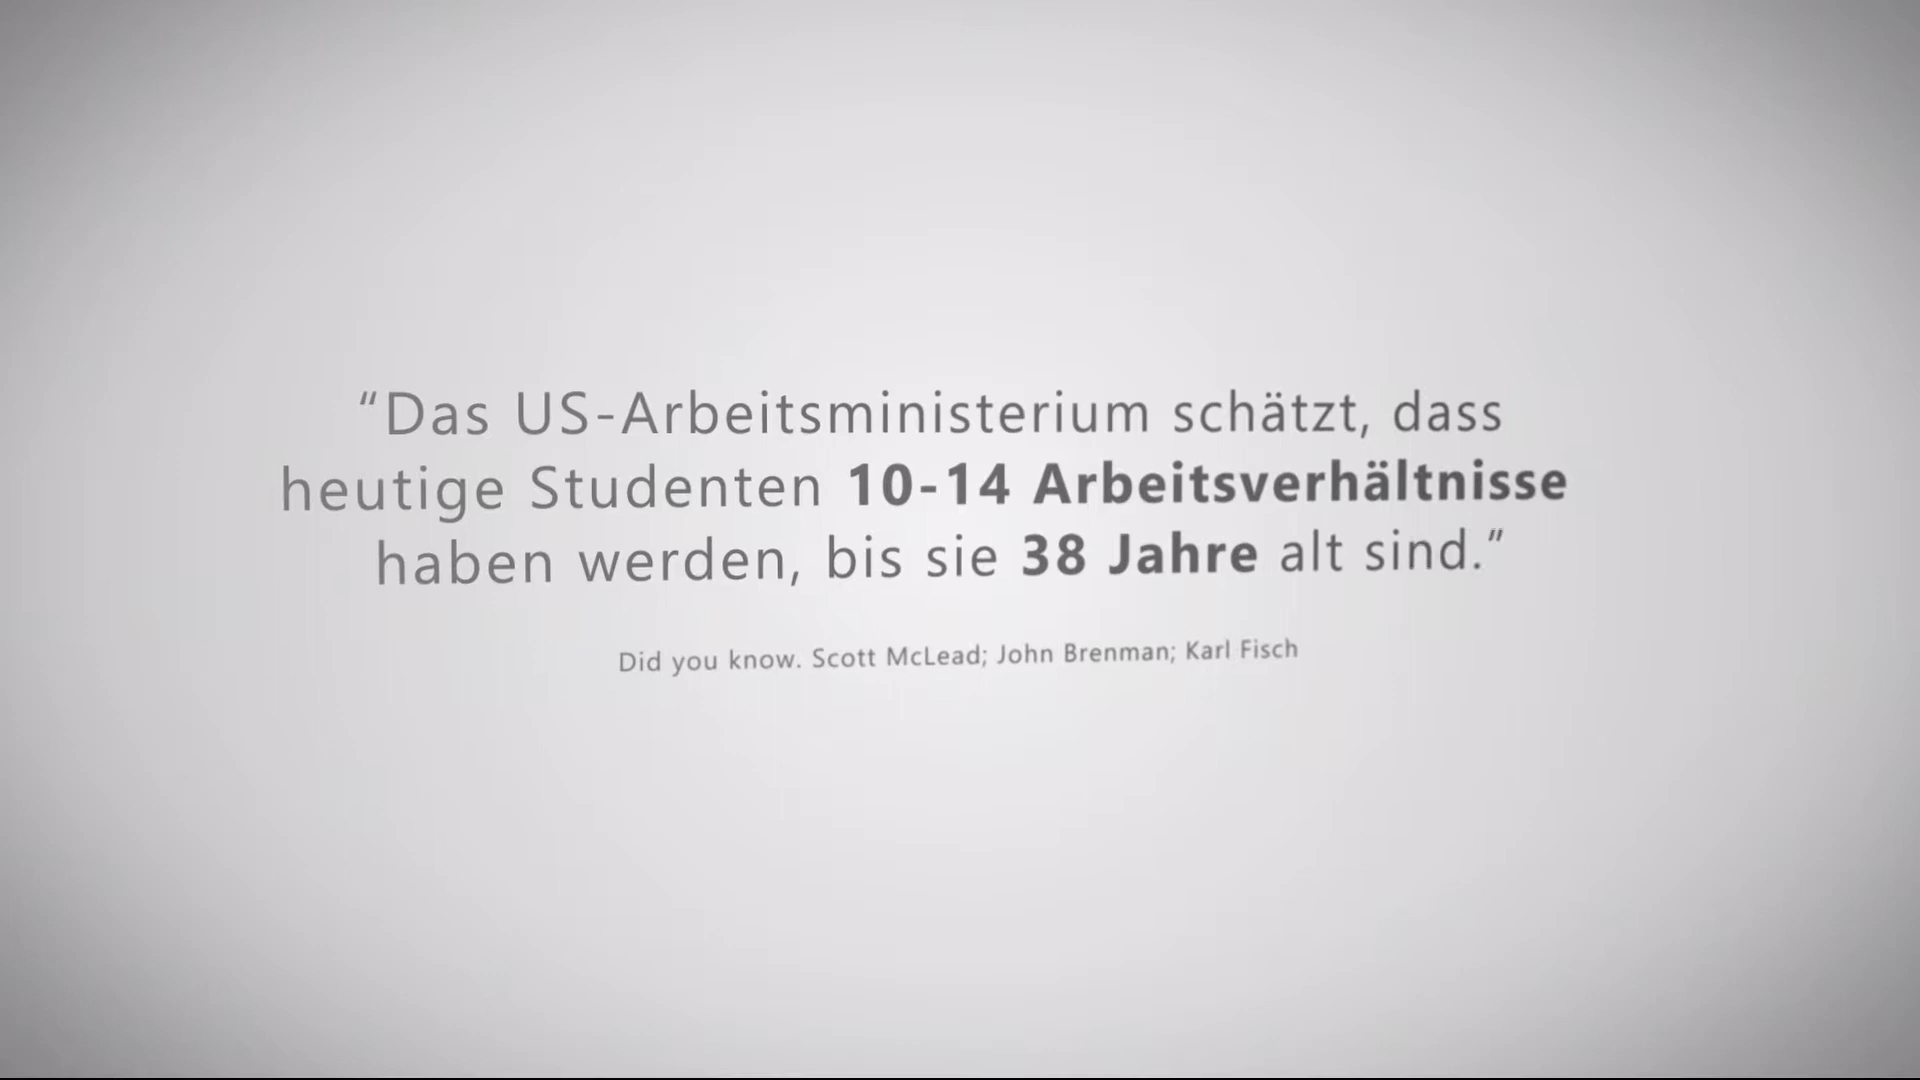 “Das US-Arbeitsministerium schätzt, dass
heutige Studenten 10-14 Arbeitsverhältnisse
haben werden, bis sie 38 Jahre alt sind.”
Did you know. Scott McLead; John Brenman; Karl Fisch